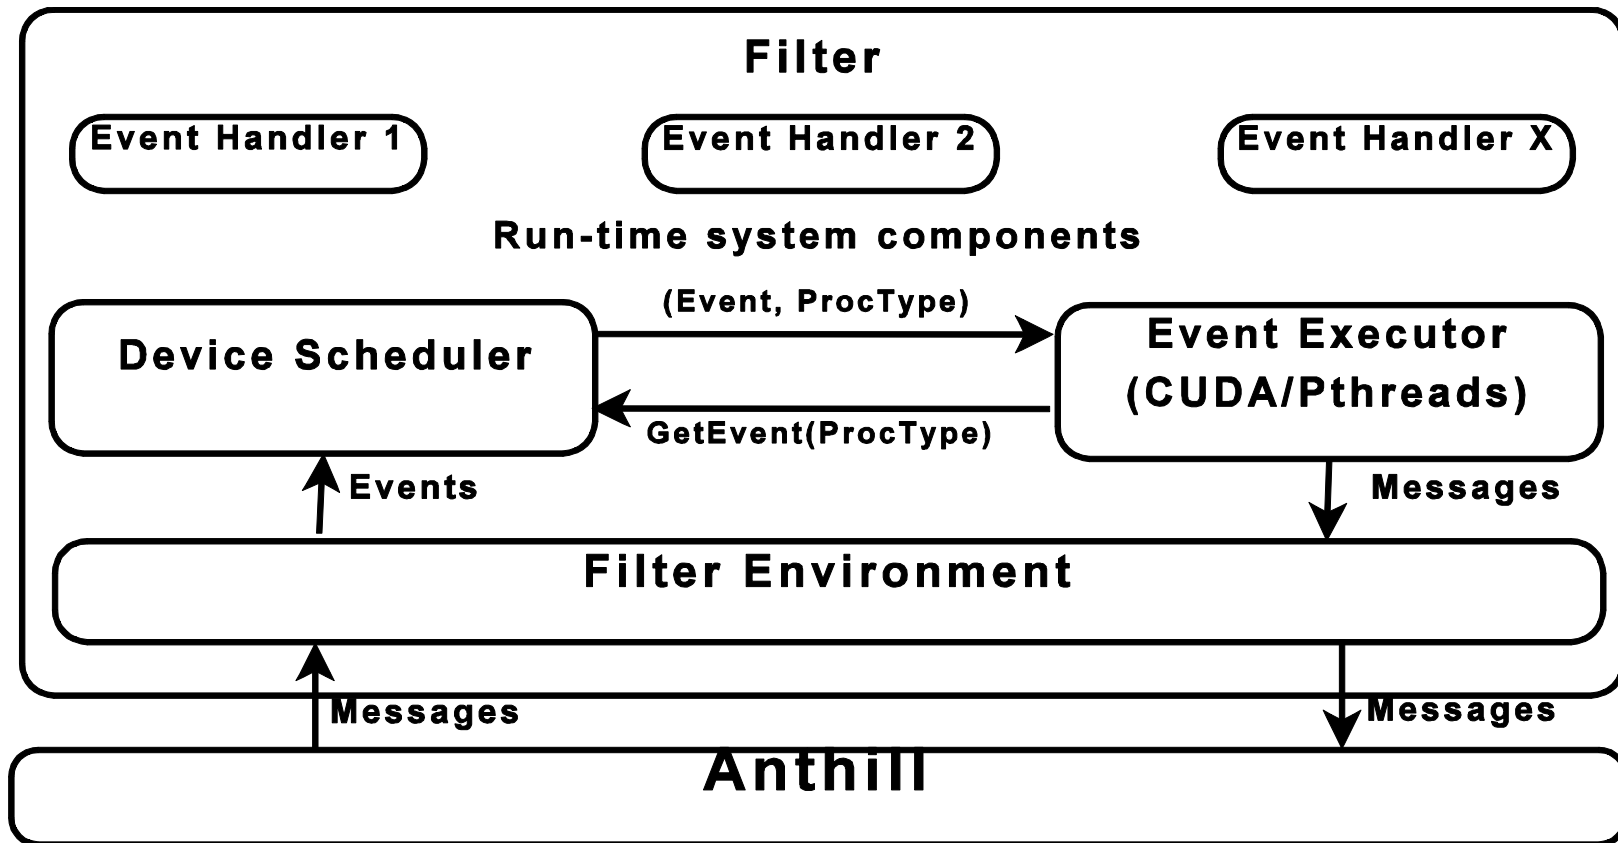 Filter
Event Handler 1
Event Handler 2
Event Handler X
Run-time system components
(Event, ProcType)
Device Scheduler
Event Executor
(CUDA/Pthreads)
GetEvent(ProcType)
Events
Messages
Filter Environment
Messages
Messages
Anthill